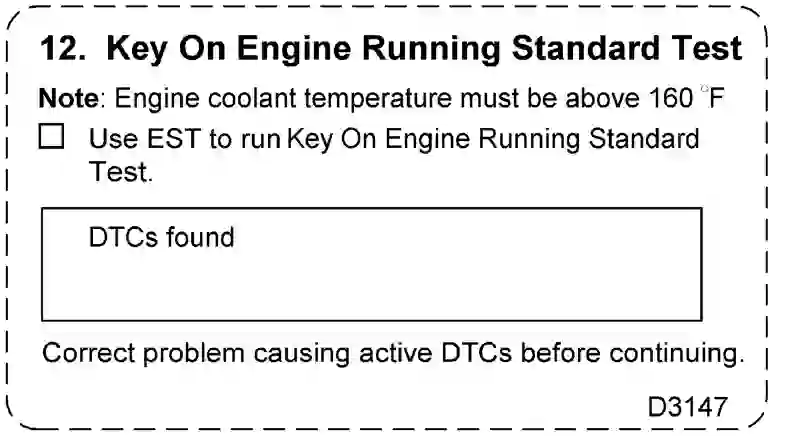 12. Key On Engine Running Standard Test
Note: Engine coolant temperature must be above 160 °F
☐ Use EST to run Key On Engine Running Standard
Test.
DTCs found
Correct problem causing active DTCs before continuing.
D3147